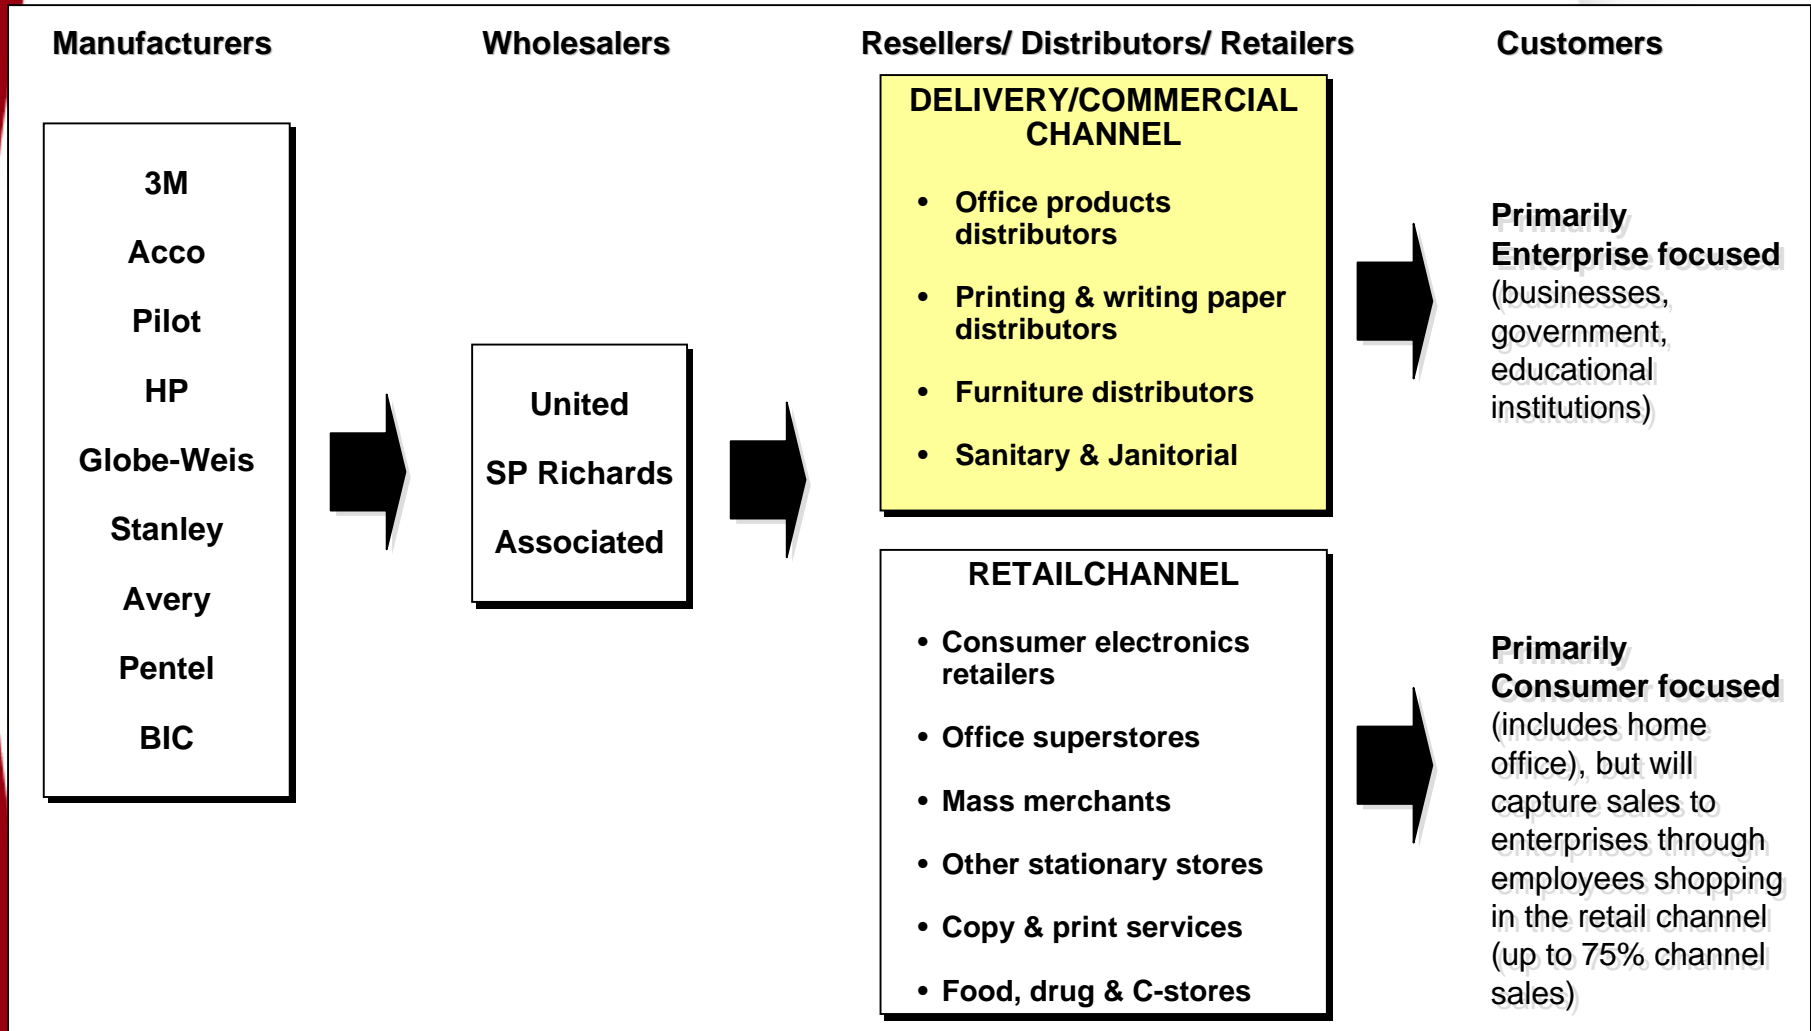 Manufacturers
Wholesalers
Resellers/ Distributors/ Retailers
Customers
3M
Acco
Pilot
HP
Globe-Weis
Stanley
Avery
Pentel
BIC
United
SP Richards
Associated
DELIVERY/COMMERCIAL
CHANNEL
• Office products
distributors
• Printing & writing paper
distributors
• Furniture distributors
• Sanitary & Janitorial
RETAILCHANNEL
• Consumer electronics
retailers
• Office superstores
• Mass merchants
• Other stationary stores
• Copy & print services
• Food, drug & C-stores
Primarily
Enterprise focused
(businesses,
government,
educational
institutions)
Primarily
Consumer focused
(includes home
office), but will
capture sales to
enterprises through
employees shopping
in the retail channel
(up to 75% channel
sales)